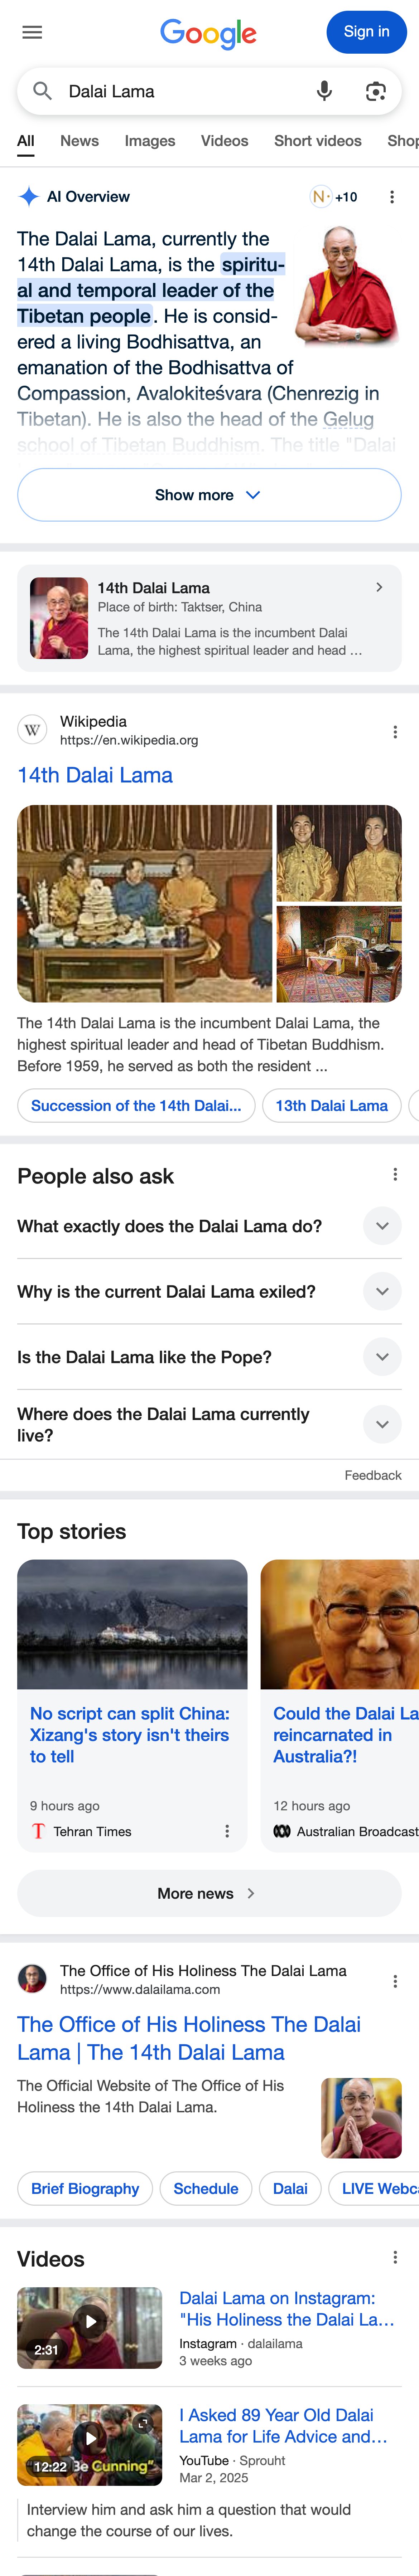 Google
Sign in
Dalai Lama
All News Images Videos Short videos Shop
AI Overview
N +10
The Dalai Lama, currently the
14th Dalai Lama, is the spiritu-
al and temporal leader of the
Tibetan people. He is consid-
ered a living Bodhisattva, an
emanation of the Bodhisattva of
Compassion, Avalokiteśvara (Chenrezig in
Tibetan). He is also the head of the Gelug
school of Tibetan Buddhism. The title "Dalai
Show more
14th Dalai Lama
Place of birth: Taktser, China
The 14th Dalai Lama is the incumbent Dalai
Lama, the highest spiritual leader and head ...
W
Wikipedia
https://en.wikipedia.org
14th Dalai Lama
The 14th Dalai Lama is the incumbent Dalai Lama, the
highest spiritual leader and head of Tibetan Buddhism.
Before 1959, he served as both the resident ...
Succession of the 14th Dalai... 13th Dalai Lama
People also ask
What exactly does the Dalai Lama do?
Why is the current Dalai Lama exiled?
Is the Dalai Lama like the Pope?
Where does the Dalai Lama currently
live?
Feedback
Top stories
No script can split China:
Xizang's story isn't theirs
to tell
9 hours ago
T Tehran Times
Could the Dalai La
reincarnated in
Australia?!
12 hours ago
Australian Broadcast
More news
The Office of His Holiness The Dalai Lama
https://www.dalailama.com
The Office of His Holiness The Dalai
Lama | The 14th Dalai Lama
The Official Website of The Office of His
Holiness the 14th Dalai Lama.
Brief Biography Schedule Dalai LIVE Webc
Videos
2:31
Dalai Lama on Instagram:
"His Holiness the Dalai La...
Instagram · dalailama
3 weeks ago
12:22 Be Cunning"
I Asked 89 Year Old Dalai
Lama for Life Advice and...
YouTube · Sprouht
Mar 2, 2025
Interview him and ask him a question that would
change the course of our lives.